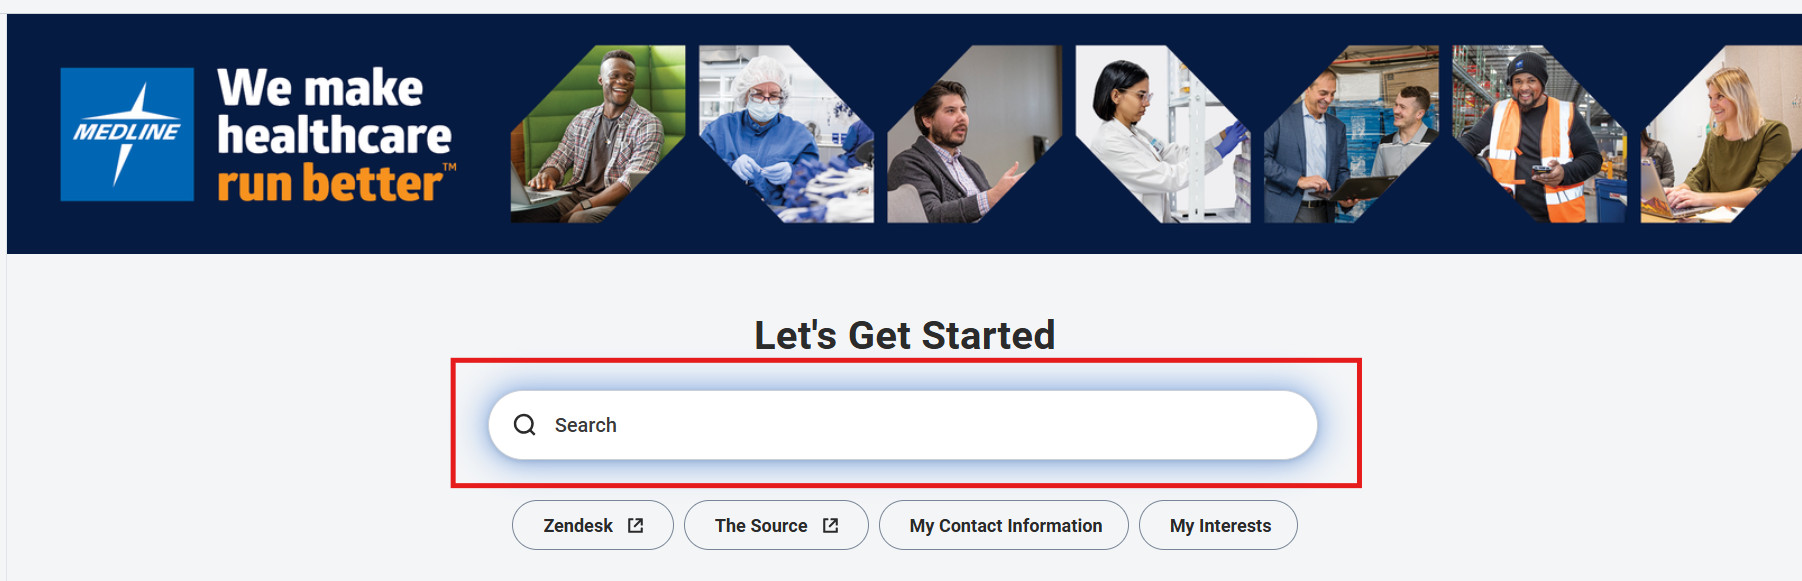 MEDLINE
We make
healthcare
run better™
Let's Get Started
Search
Zendesk
The Source
My Contact Information
My Interests